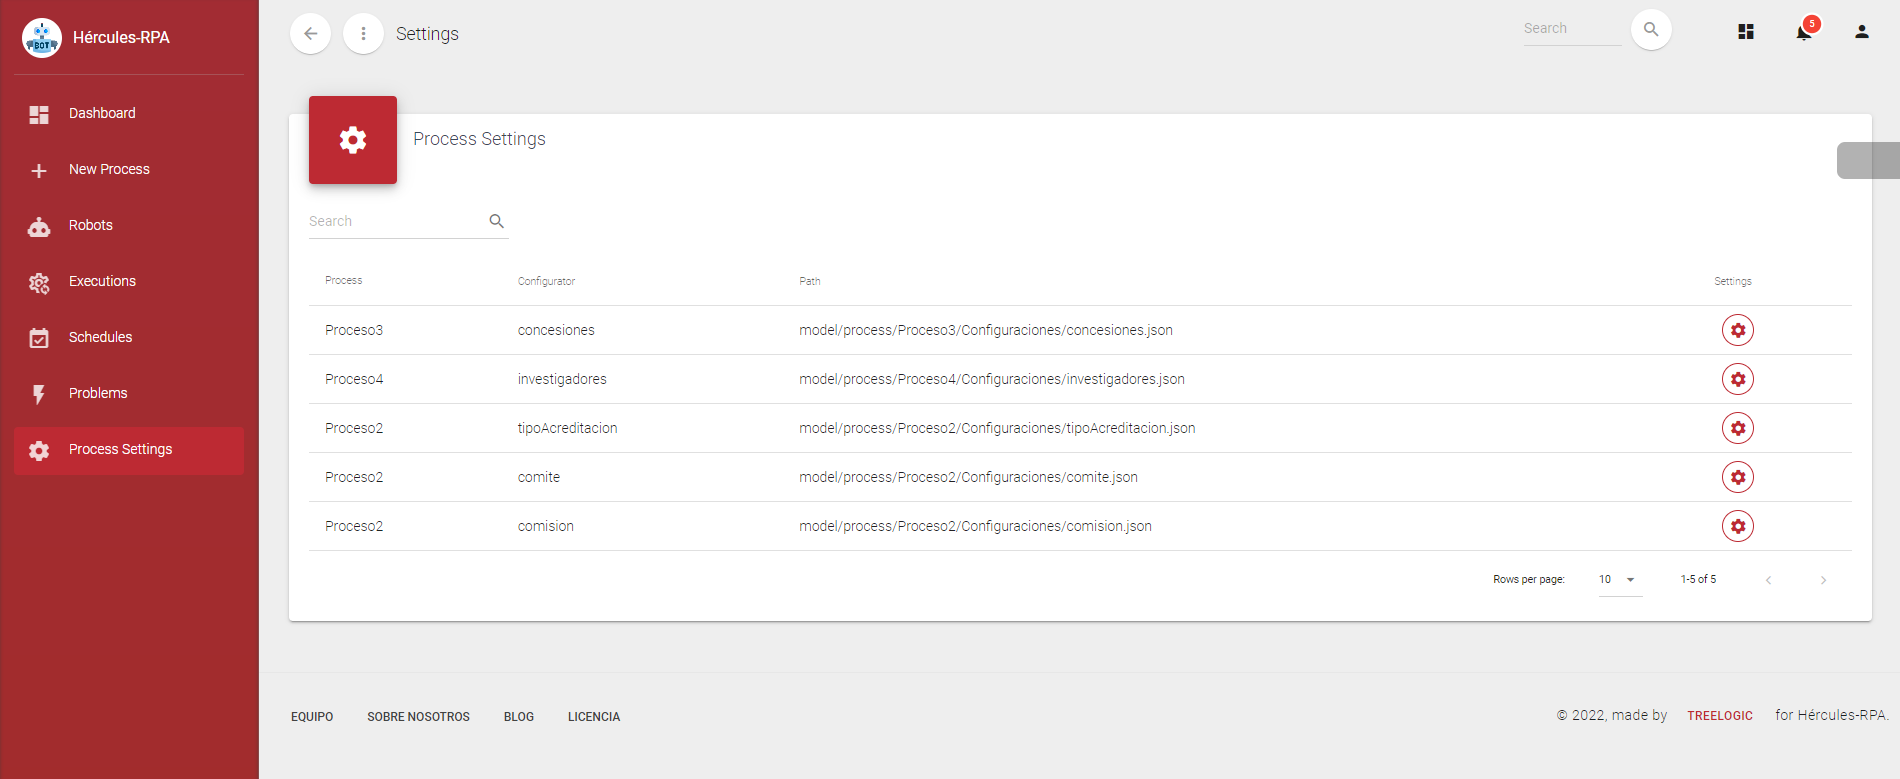 BOT
Hércules-RPA
Dashboard
New Process
Robots
Executions
Schedules
Problems
Process Settings
Settings
Search
5
Process Settings
Search
Process Configurator Path Settings
Proceso3 concesiones model/process/Proceso3/Configuraciones/concesiones.json
Proceso4 investigadores model/process/Proceso4/Configuraciones/investigadores.json
Proceso2 tipoAcreditacion model/process/Proceso2/Configuraciones/tipoAcreditacion.json
Proceso2 comite model/process/Proceso2/Configuraciones/comite.json
Proceso2 comision model/process/Proceso2/Configuraciones/comision.json
Rows per page: 10 1-5 of 5
EQUIPO SOBRE NOSOTROS BLOG LICENCIA
© 2022, made by TREELOGIC for Hércules-RPA.